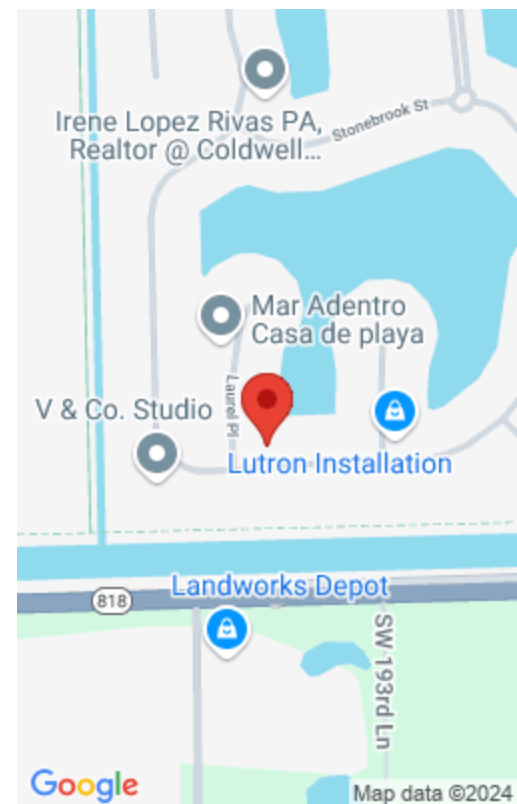 Irene Lopez Rivas PA,
Realtor @ Coldwell...
Stonebrook St
Mar Adentro
Casa de playa
Laurel Pl
V & Co. Studio
Lutron Installation
Landworks Depot
818
SW 193rd Ln
Google
Map data ©2024